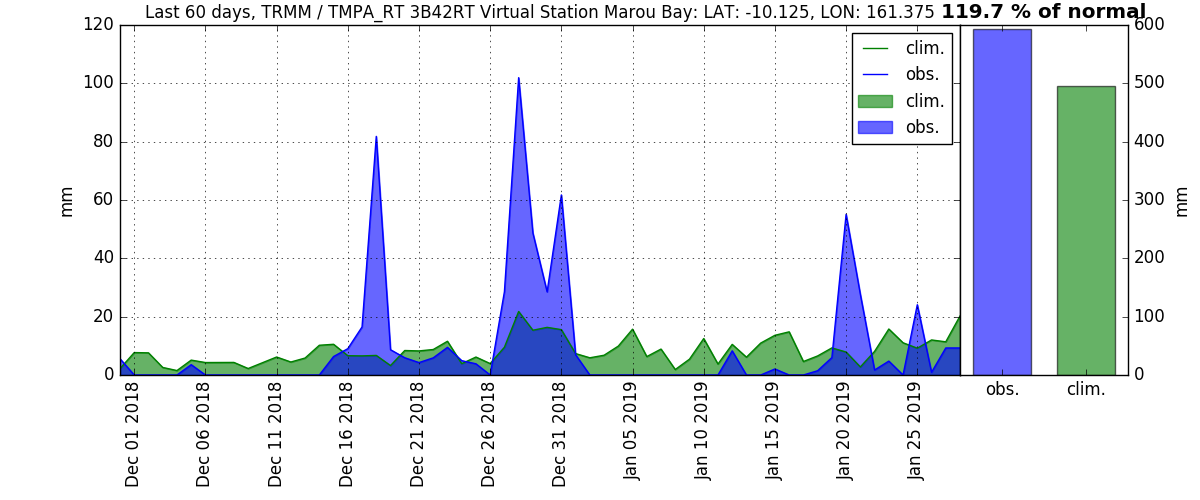 Last 60 days, TRMM / TMPA_RT 3B42RT Virtual Station Marou Bay: LAT: -10.125, LON: 161.375 119.7 % of normal
120
100
80
60
40
20
0
mm
clim.
obs.
clim.
obs.
600
500
400
300
200
100
0
mm
Dec 01 2018
Dec 06 2018
Dec 11 2018
Dec 16 2018
Dec 21 2018
Dec 26 2018
Dec 31 2018
Jan 05 2019
Jan 10 2019
Jan 15 2019
Jan 20 2019
Jan 25 2019
obs.
clim.